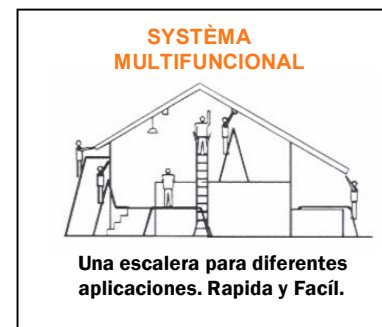 SYSTÈMA
MULTIFUNCIONAL
Una escalera para diferentes
aplicaciones. Rapida y Facíl.